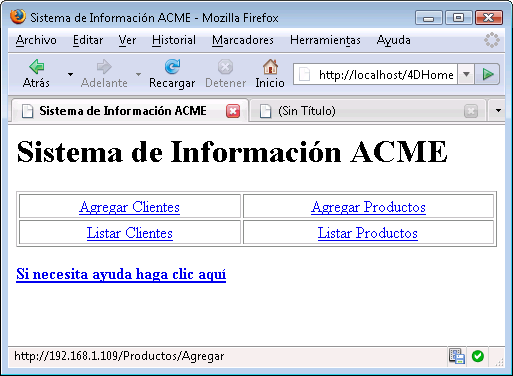 Sistema de Información ACME - Mozilla Firefox
Archivo Editar Ver Historial Marcadores Herramientas Ayuda
Atrás Adelante Recargar Detener Inicio http://localhost/4DHome
Sistema de Información ACME (Sin Título)
Sistema de Información ACME
Agregar Clientes Agregar Productos
Listar Clientes Listar Productos
Si necesita ayuda haga clic aquí
http://192.168.1.109/Productos/Agregar